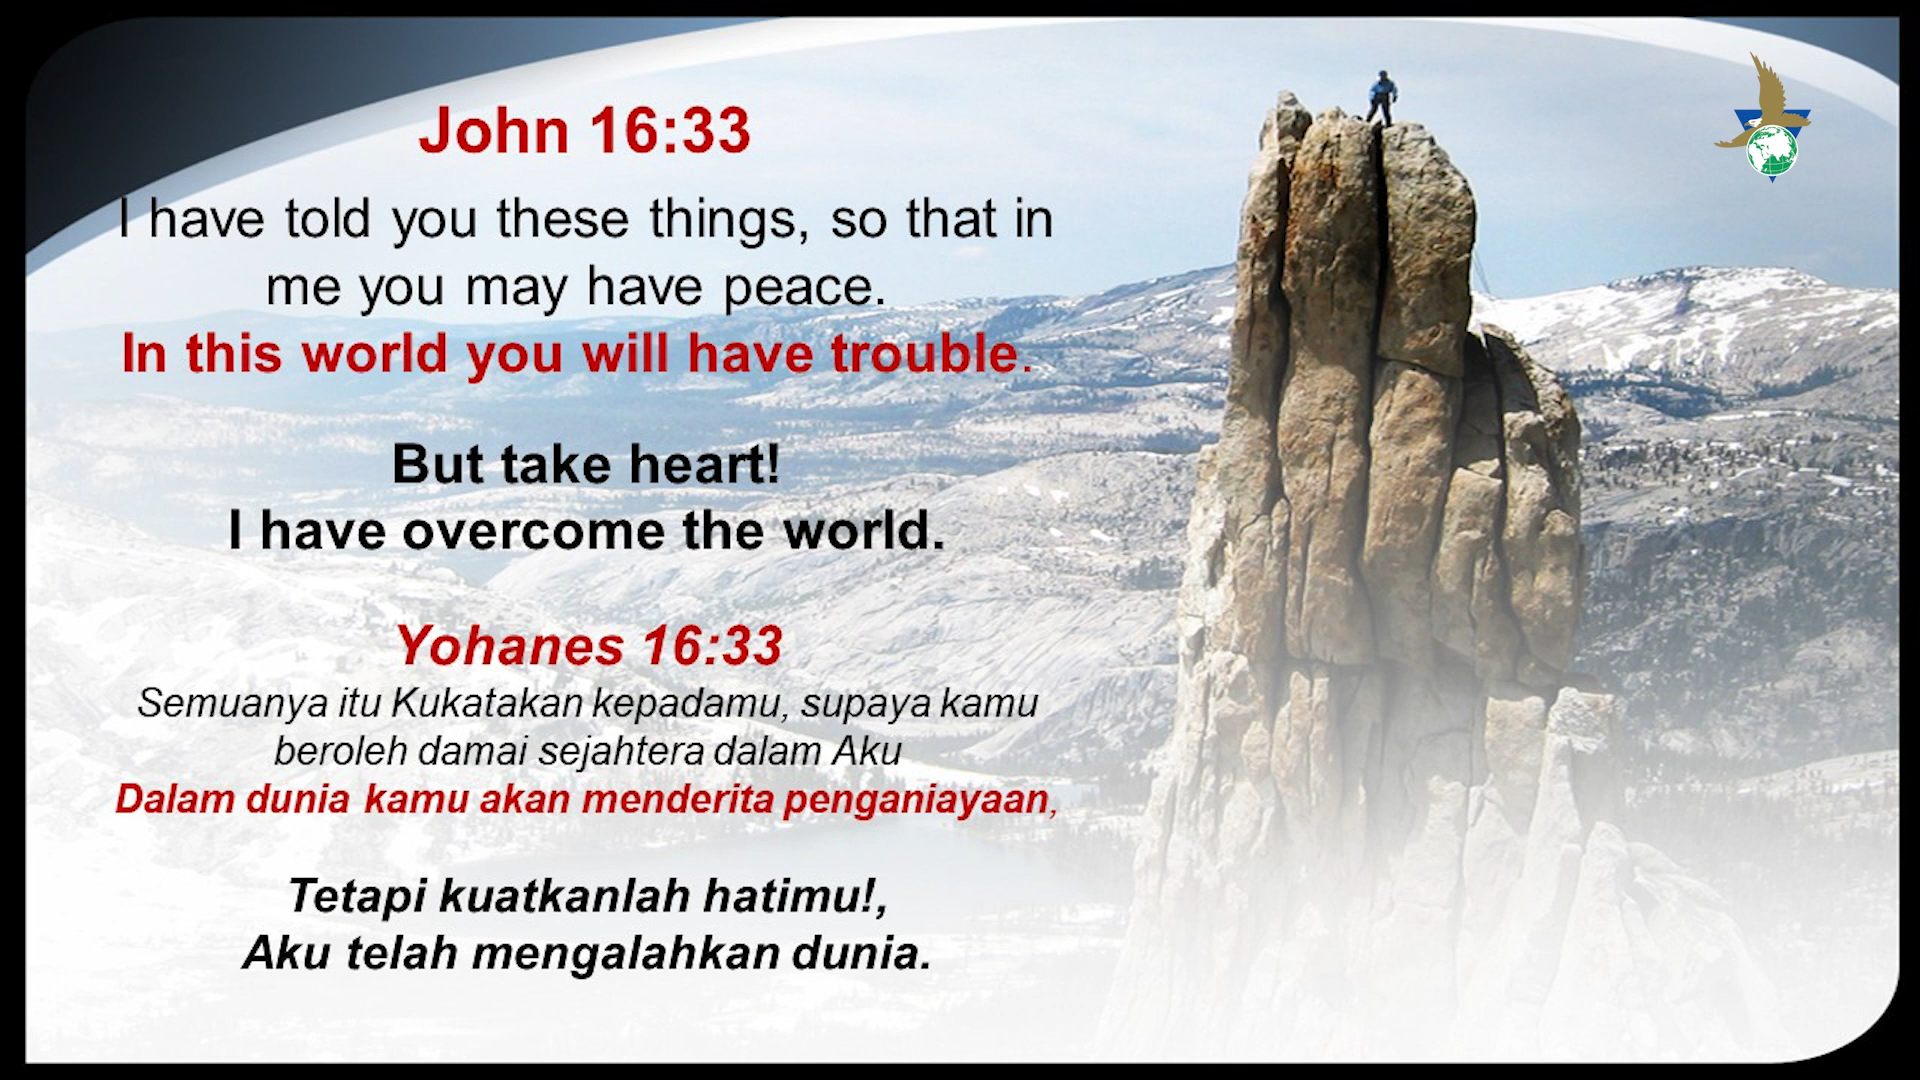 John 16:33
I have told you these things, so that in
me you may have peace.
In this world you will have trouble.
But take heart!
I have overcome the world.
Yohanes 16:33
Semuanya itu Kukatakan kepadamu, supaya kamu
beroleh damai sejahtera dalam Aku
Dalam dunia kamu akan menderita penganiayaan,
Tetapi kuatkanlah hatimu!,
Aku telah mengalahkan dunia.